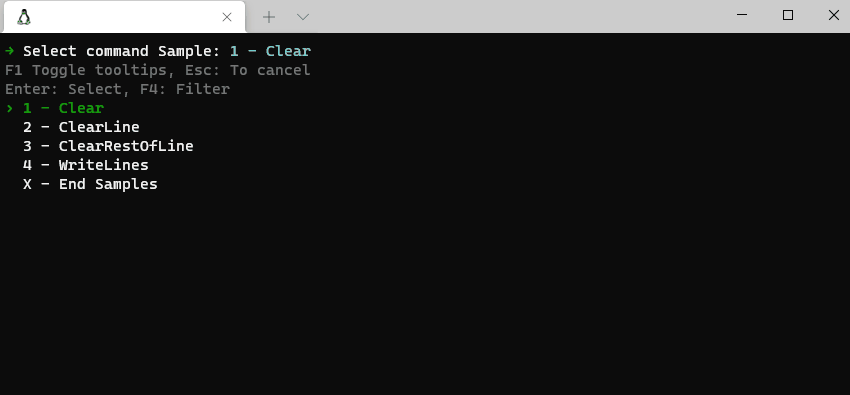 → Select command Sample: 1 - Clear
F1 Toggle tooltips, Esc: To cancel
Enter: Select, F4: Filter
› 1 - Clear
2 - ClearLine
3 - ClearRestOfLine
4 - WriteLines
X - End Samples